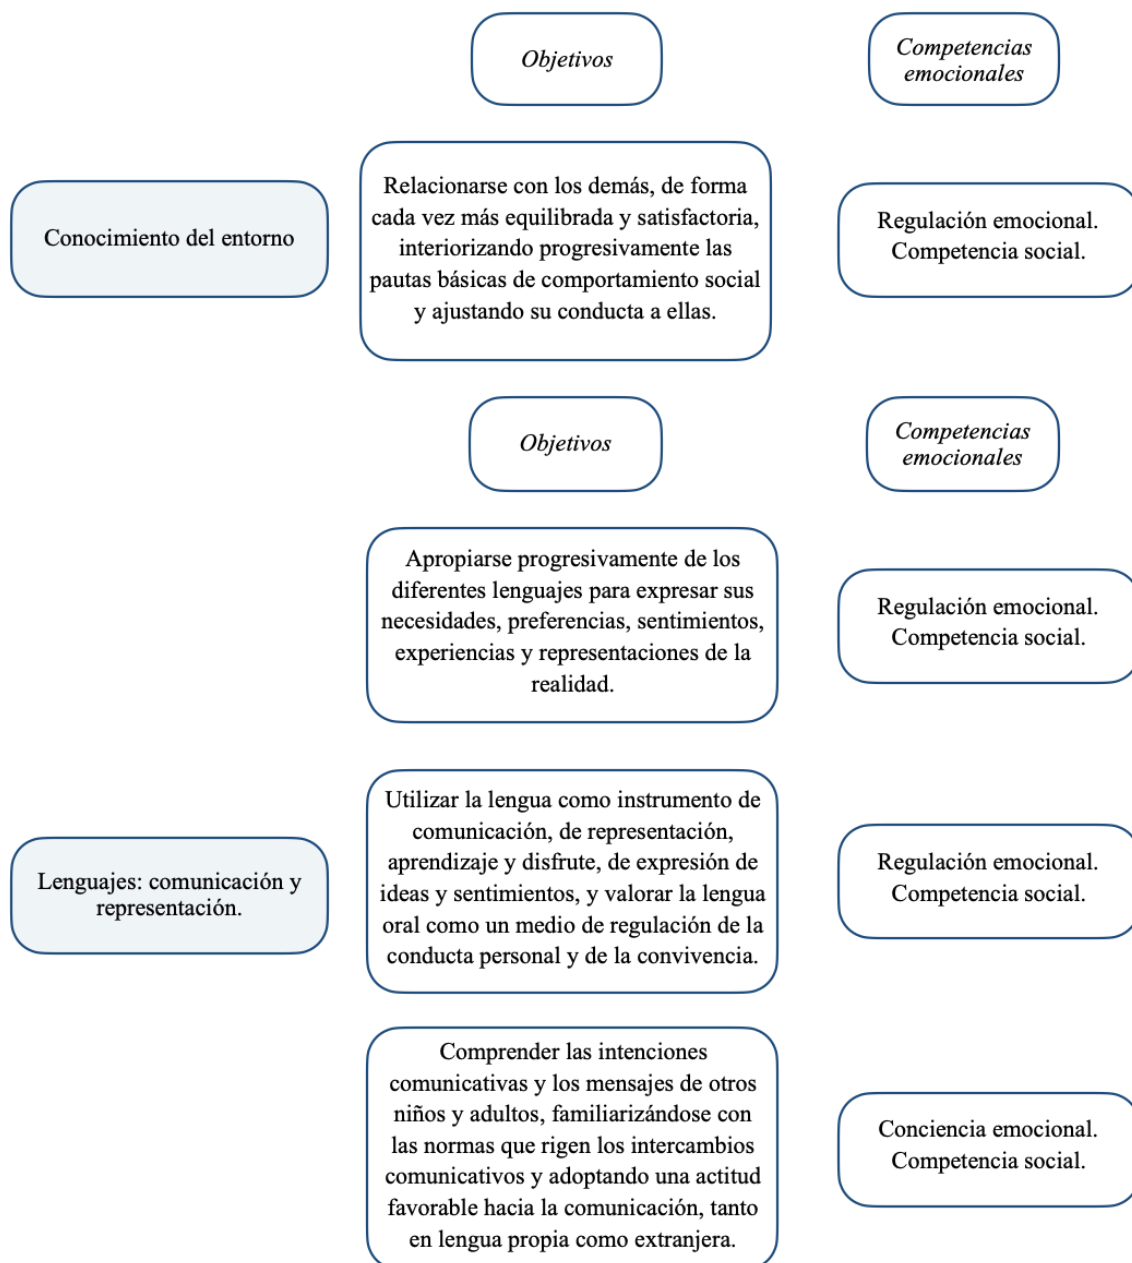 Objetivos
Competencias
emocionales
Conocimiento del entorno
Relacionarse con los demás, de forma
cada vez más equilibrada y satisfactoria,
interiorizando progresivamente las
pautas básicas de comportamiento social
y ajustando su conducta a ellas.
Regulación emocional.
Competencia social.
Objetivos
Competencias
emocionales
Apropiarse progresivamente de los
diferentes lenguajes para expresar sus
necesidades, preferencias, sentimientos,
experiencias y representaciones de la
realidad.
Regulación emocional.
Competencia social.
Lenguajes: comunicación y
representación.
Utilizar la lengua como instrumento de
comunicación, de representación,
aprendizaje y disfrute, de expresión de
ideas y sentimientos, y valorar la lengua
oral como un medio de regulación de la
conducta personal y de la convivencia.
Regulación emocional.
Competencia social.
Comprender las intenciones
comunicativas y los mensajes de otros
niños y adultos, familiarizándose con
las normas que rigen los intercambios
comunicativos y adoptando una actitud
favorable hacia la comunicación, tanto
en lengua propia como extranjera.
Conciencia emocional.
Competencia social.